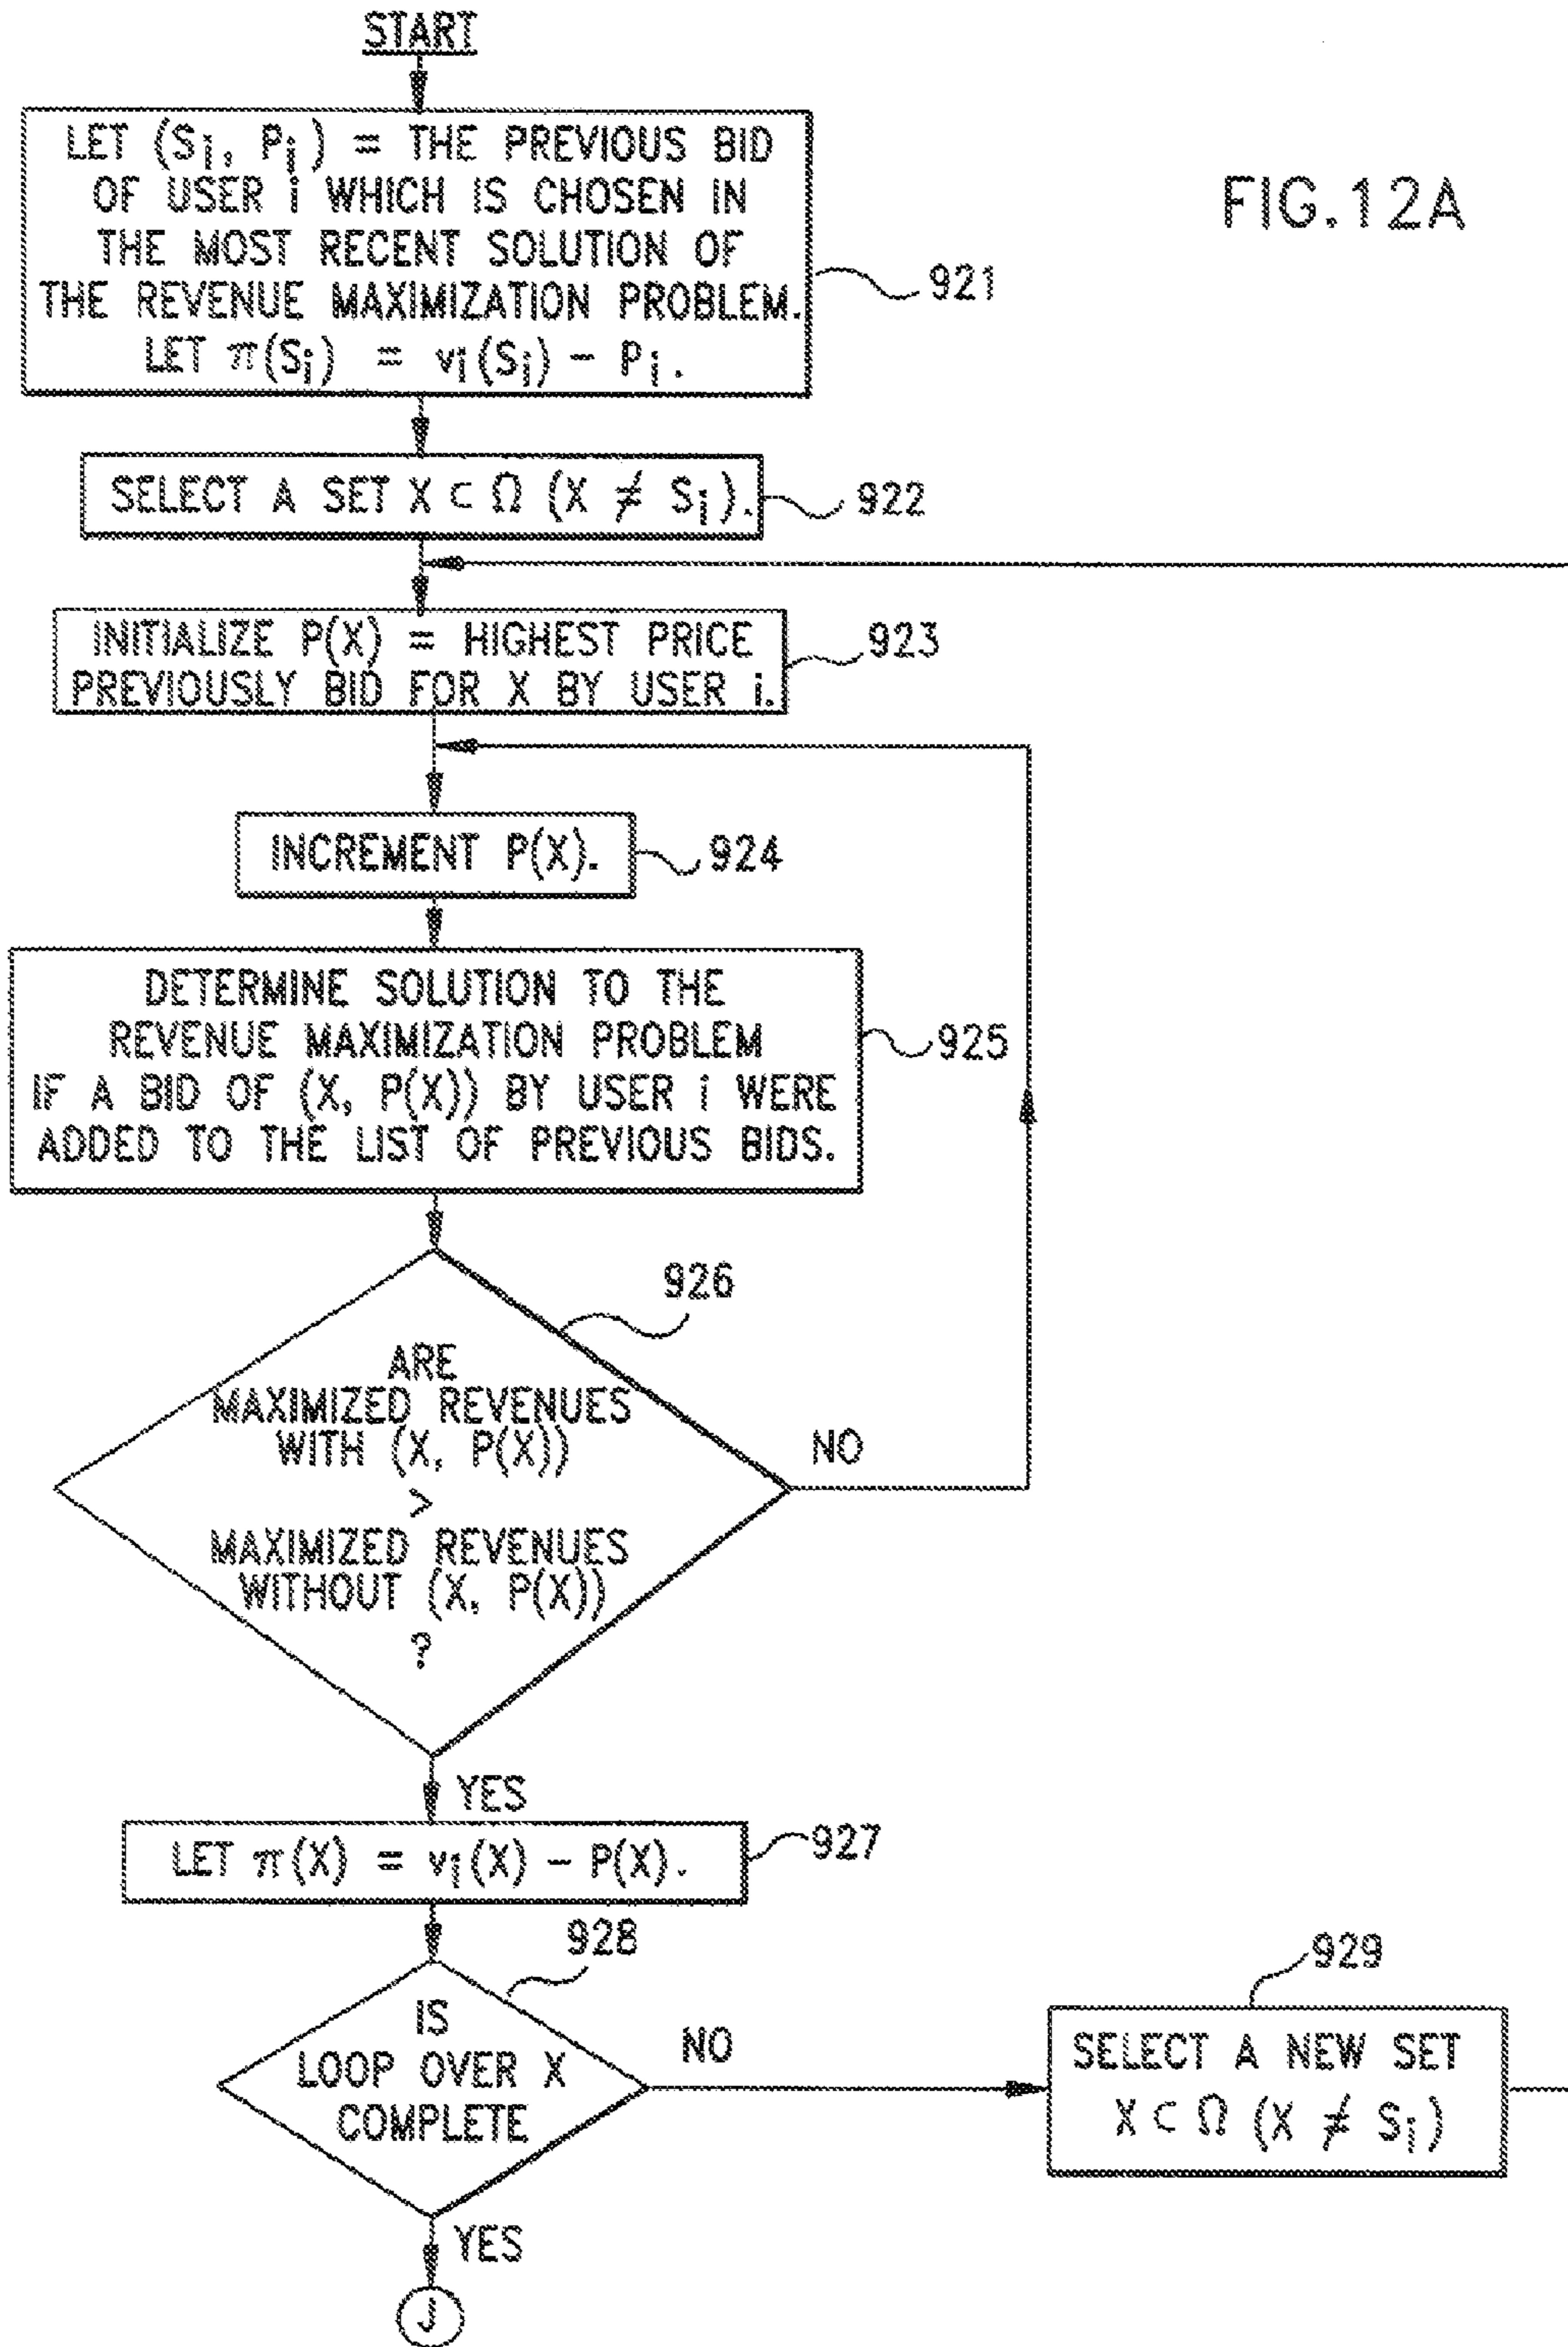 START
FIG.12A
LET (Si, Pi) = THE PREVIOUS BID
OF USER i WHICH IS CHOSEN IN
THE MOST RECENT SOLUTION OF
THE REVENUE MAXIMIZATION PROBLEM.
LET π(Si) = vi(Si) - Pi.
921
SELECT A SET X ⊂ Ω (X ≠ Si).
922
INITIALIZE P(X) = HIGHEST PRICE
PREVIOUSLY BID FOR X BY USER i.
923
INCREMENT P(X).
924
DETERMINE SOLUTION TO THE
REVENUE MAXIMIZATION PROBLEM
IF A BID OF (X, P(X)) BY USER i WERE
ADDED TO THE LIST OF PREVIOUS BIDS.
925
926
ARE
MAXIMIZED REVENUES
WITH (X, P(X))
>
MAXIMIZED REVENUES
WITHOUT (X, P(X))
?
NO
YES
LET π(X) = vi(X) - P(X).
927
928
IS
LOOP OVER X
COMPLETE
NO
929
SELECT A NEW SET
X ⊂ Ω (X ≠ Si)
YES
J